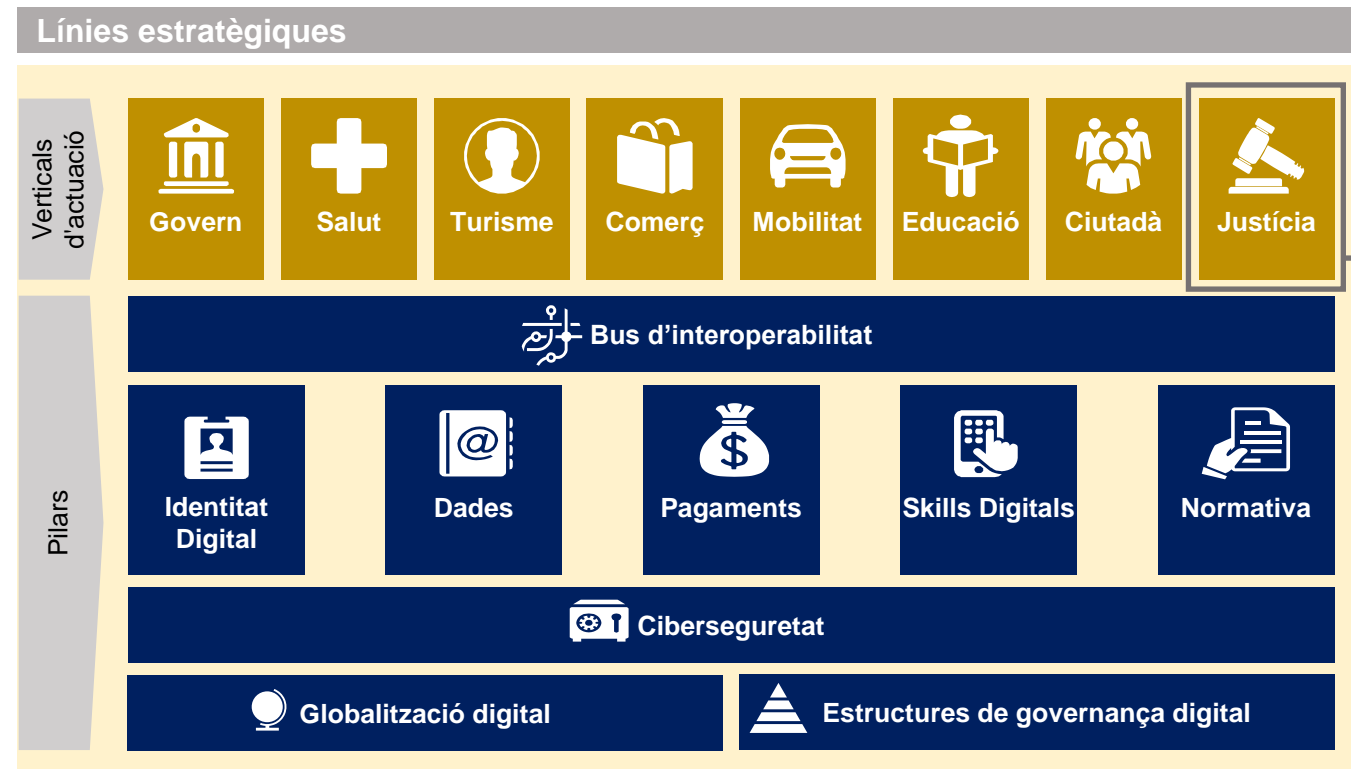 Línies estratègiques
Verticals
d'actuació
Govern
Salut
Turisme
Comerç
Mobilitat
Educació
Ciutadà
Justícia
Pilars
Bus d’interoperabilitat
Identitat
Digital
@
Dades
$
Pagaments
Skills Digitals
Normativa
Ciberseguretat
Globalització digital
Estructures de governança digital